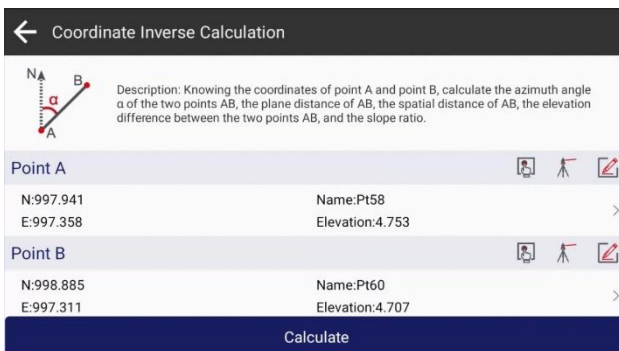 Coordinate Inverse Calculation
N
B
α
A
Description: Knowing the coordinates of point A and point B, calculate the azimuth angle
α of the two points AB, the plane distance of AB, the spatial distance of AB, the elevation
difference between the two points AB, and the slope ratio.
Point A
N:997.941 Name:Pt58
E:997.358 Elevation:4.753
Point B
N:998.885 Name:Pt60
E:997.311 Elevation:4.707
Calculate